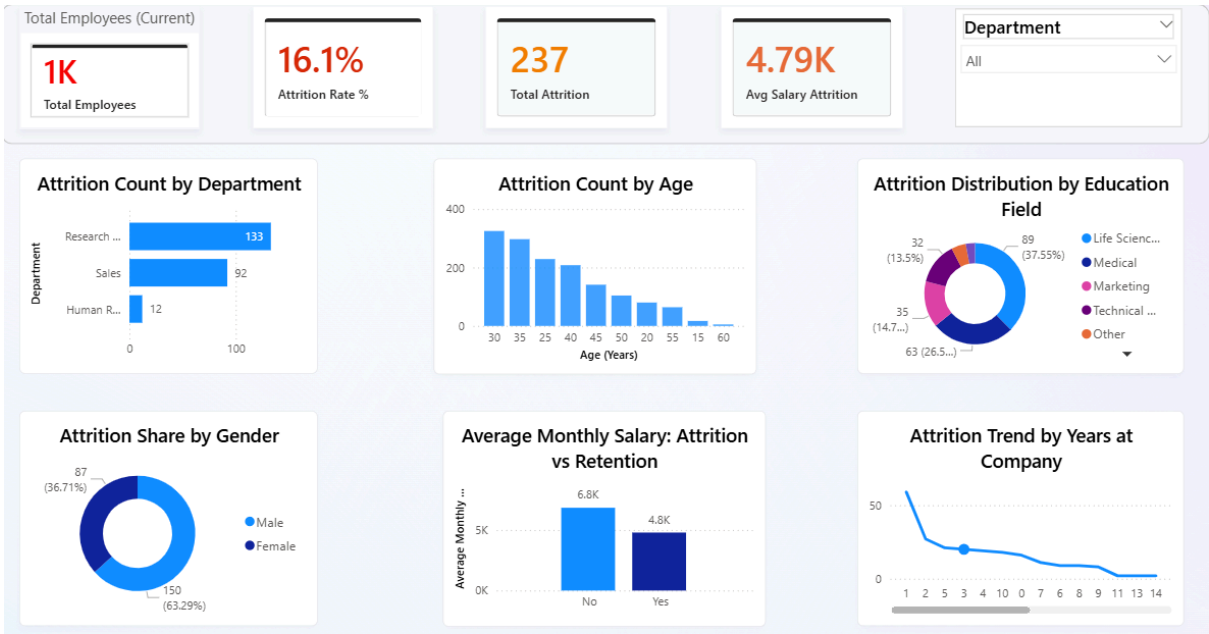 Total Employees (Current)
1K
Total Employees
16.1%
Attrition Rate %
237
Total Attrition
4.79K
Avg Salary Attrition
Department
All
Attrition Count by Department
Department
Research ...
133
Sales
92
Human R...
12
0
100
Attrition Count by Age
400
200
0
30 35 25 40 45 50 20 55 15 60
Age (Years)
Attrition Distribution by Education
Field
32
(13.5%)
89
(37.55%)
35
(14.7...)
63 (26.5...)
Life Scienc...
Medical
Marketing
Technical ...
Other
Attrition Share by Gender
87
(36.71%)
150
(63.29%)
Male
Female
Average Monthly Salary: Attrition
vs Retention
Average Monthly ...
5K
0K
6.8K
4.8K
No
Yes
Attrition Trend by Years at
Company
50
0
1 2 5 3 4 10 0 7 6 8 9 11 13 14